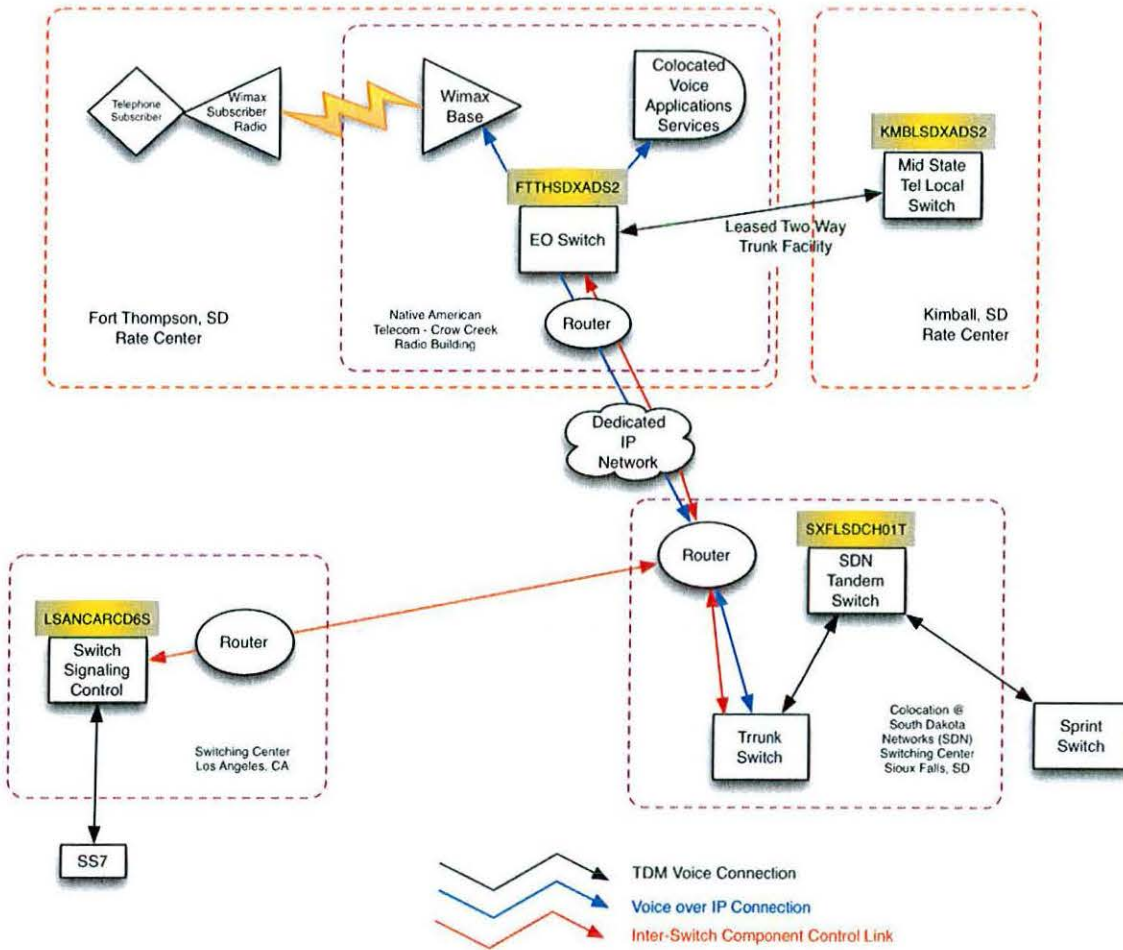 Telephone
Subscriber
Wimax
Subscriber
Radio
Wimax
Base
Colocated
Voice
Applications
Services
KMBLSDXADS2
Mid State
Tel Local
Switch
FTTHSDXADS2
EO Switch
Leased Two Way
Trunk Facility
Fort Thompson, SD
Rate Center
Native American
Telecom - Crow Creek
Radio Building
Router
Kimball, SD
Rate Center
Dedicated
IP
Network
Router
SXFLSDCH01T
SDN
Tandem
Switch
LSANCARCD6S
Switch
Signaling
Control
Router
Switching Center
Los Angeles, CA
Trrunk
Switch
Colocation @
South Dakota
Networks (SDN)
Switching Center
Sioux Falls, SD
Sprint
Switch
SS7
TDM Voice Connection
Voice over IP Connection
Inter-Switch Component Control Link